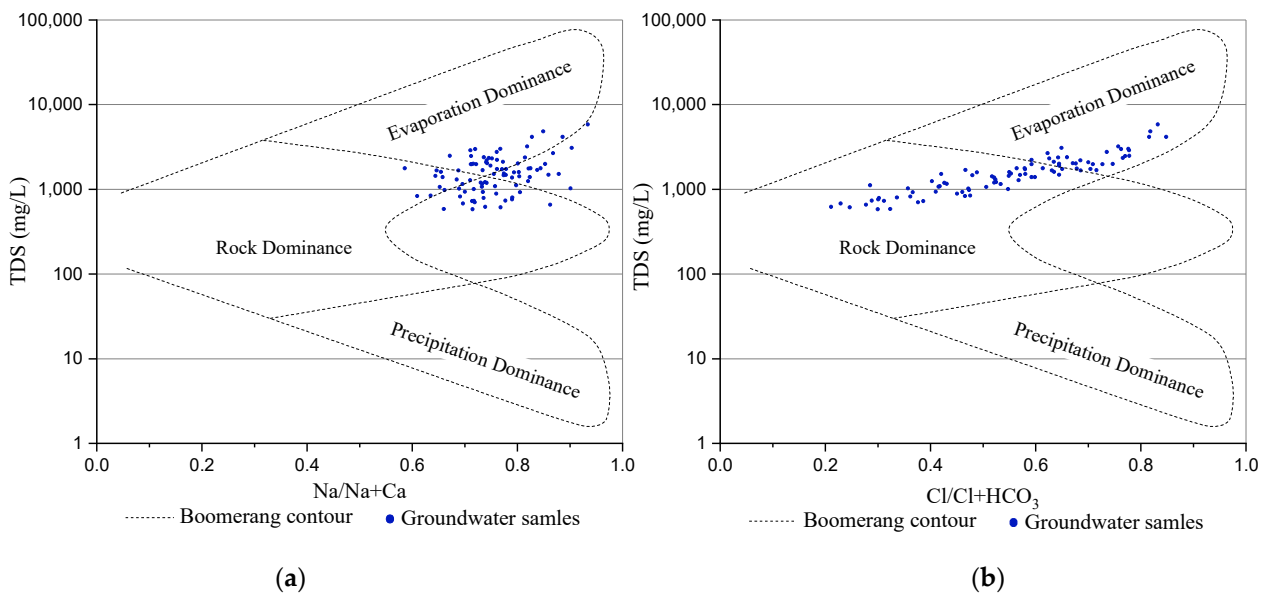 100,000
10,000
1,000
100
10
1
TDS (mg/L)
Evaporation Dominance
Rock Dominance
Precipitation Dominance
0.0 0.2 0.4 0.6 0.8 1.0
Na/Na+Ca
Boomerang contour Groundwater samles
(a)
100,000
10,000
1,000
100
10
1
TDS (mg/L)
Evaporation Dominance
Rock Dominance
Precipitation Dominance
0.0 0.2 0.4 0.6 0.8 1.0
Cl/Cl+HCO₃
Boomerang contour Groundwater samles
(b)